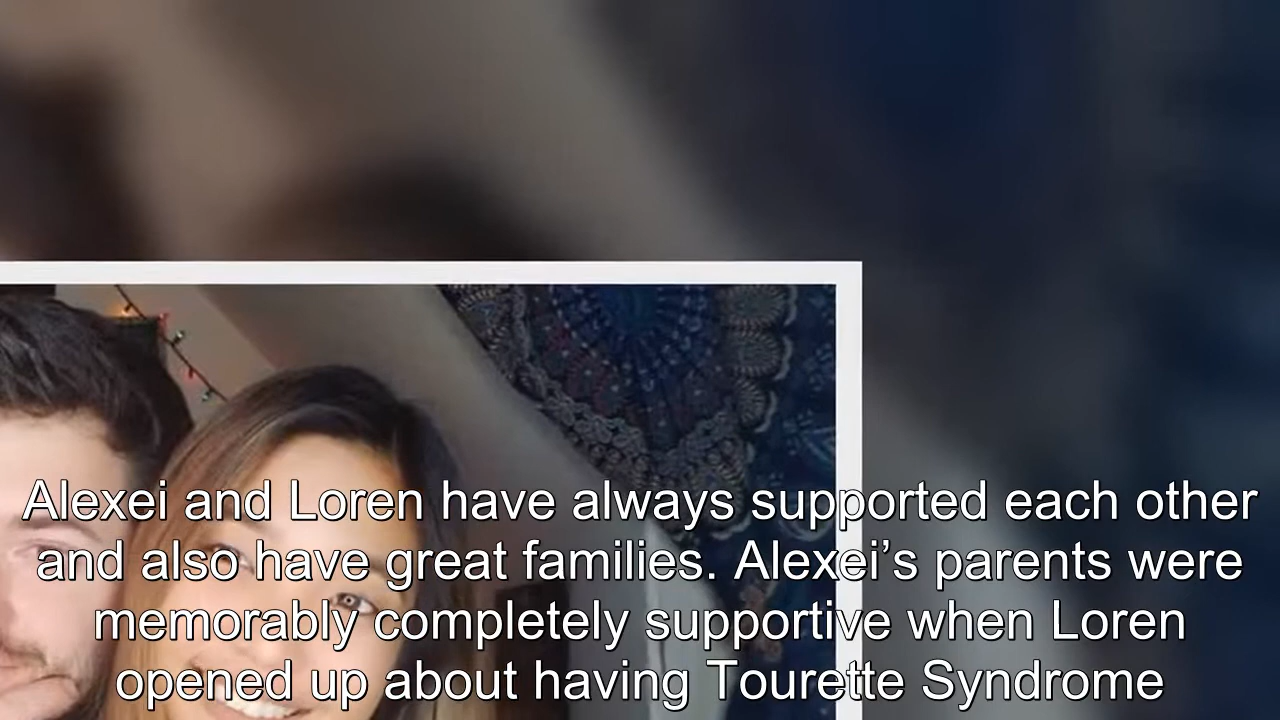 Alexei and Loren have always supported each other
and also have great families. Alexei’s parents were
memorably completely supportive when Loren
opened up about having Tourette Syndrome